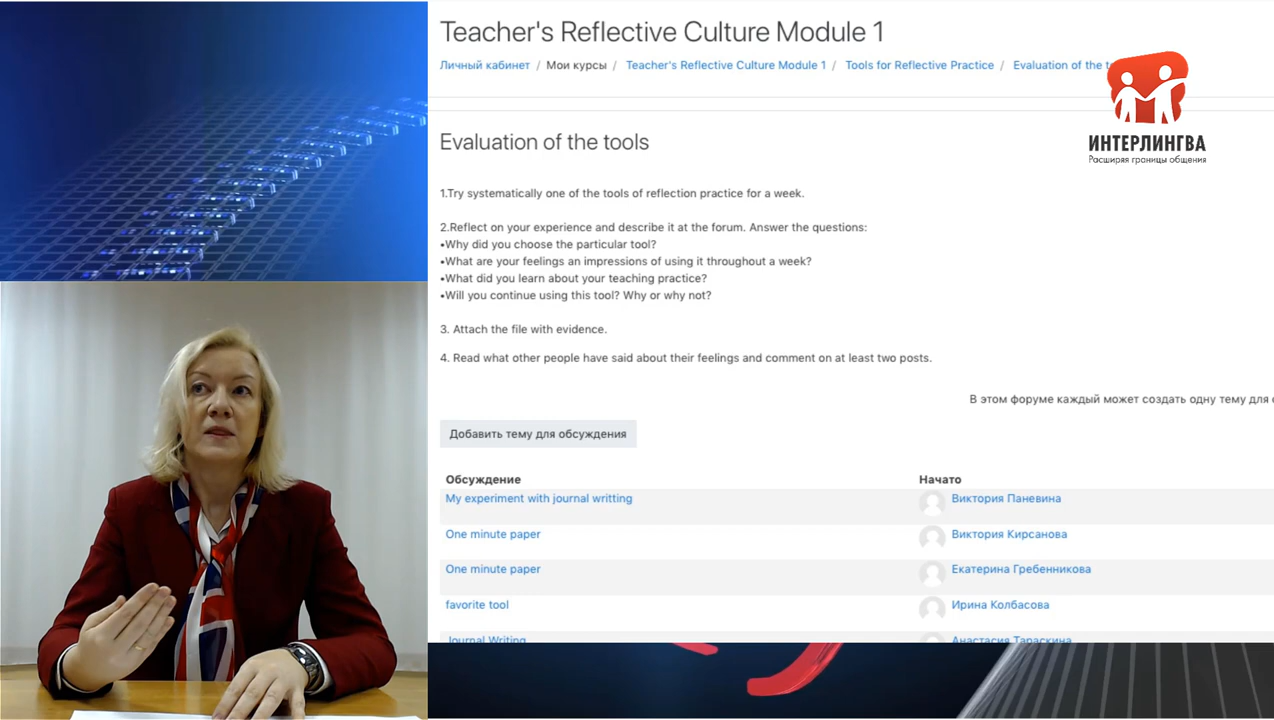 Teacher's Reflective Culture Module 1
Личный кабинет / Мои курсы / Teacher's Reflective Culture Module 1 / Tools for Reflective Practice / Evaluation of the
ИНТЕРЛИНГВА
Расширяя границы общения
Evaluation of the tools
1.Try systematically one of the tools of reflection practice for a week.
2.Reflect on your experience and describe it at the forum. Answer the questions:
•Why did you choose the particular tool?
•What are your feelings an impressions of using it throughout a week?
•What did you learn about your teaching practice?
•Will you continue using this tool? Why or why not?
3. Attach the file with evidence.
4. Read what other people have said about their feelings and comment on at least two posts.
В этом форуме каждый может создать одну тему для
Добавить тему для обсуждения
Обсуждение Начато
My experiment with journal writting Виктория Паневина
One minute paper Виктория Кирсанова
One minute paper Екатерина Гребенникова
favorite tool Ирина Колбасова
Journal Writing Анастасия Тараскина